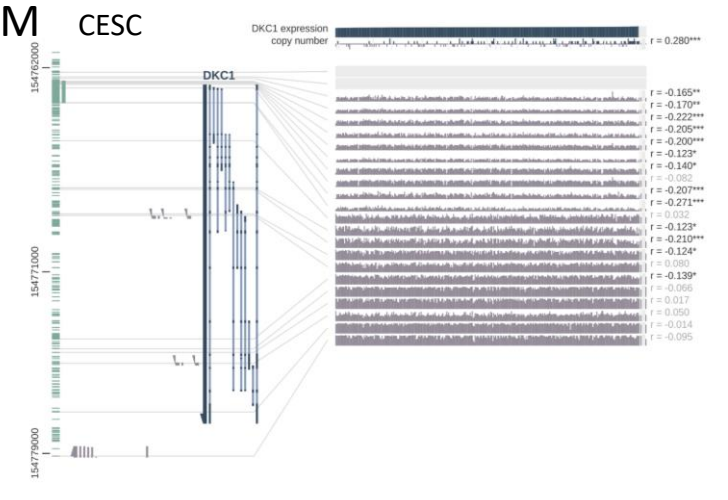 M CESC
DKC1 expression
copy number
r = 0.280***
154762000
DKC1
r = -0.165**
r = -0.170**
r = -0.222***
r = -0.205***
r = -0.200***
r = -0.123*
r = -0.140*
r = -0.082
r = -0.207***
r = -0.271***
r = 0.032
r = -0.123*
r = -0.210***
r = -0.124*
r = 0.080
r = -0.139*
r = -0.066
r = 0.017
r = 0.050
r = -0.014
r = -0.095
154771000
154779000